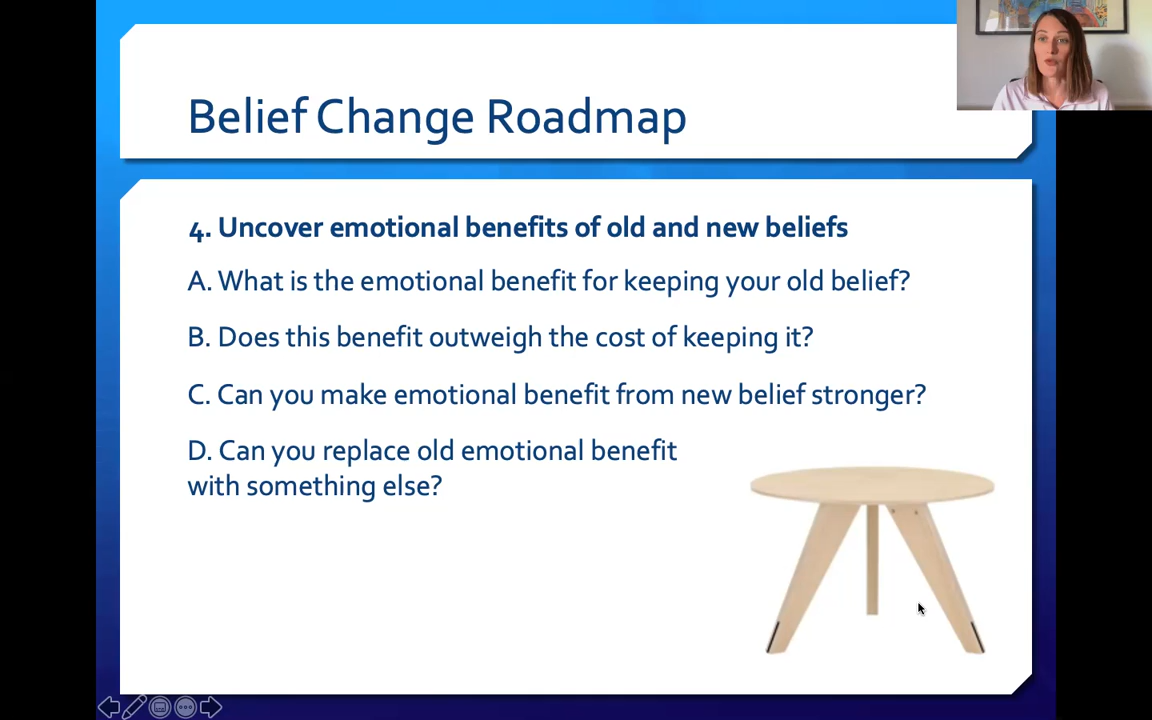 Belief Change Roadmap
4. Uncover emotional benefits of old and new beliefs
A. What is the emotional benefit for keeping your old belief?
B. Does this benefit outweigh the cost of keeping it?
C. Can you make emotional benefit from new belief stronger?
D. Can you replace old emotional benefit
with something else?